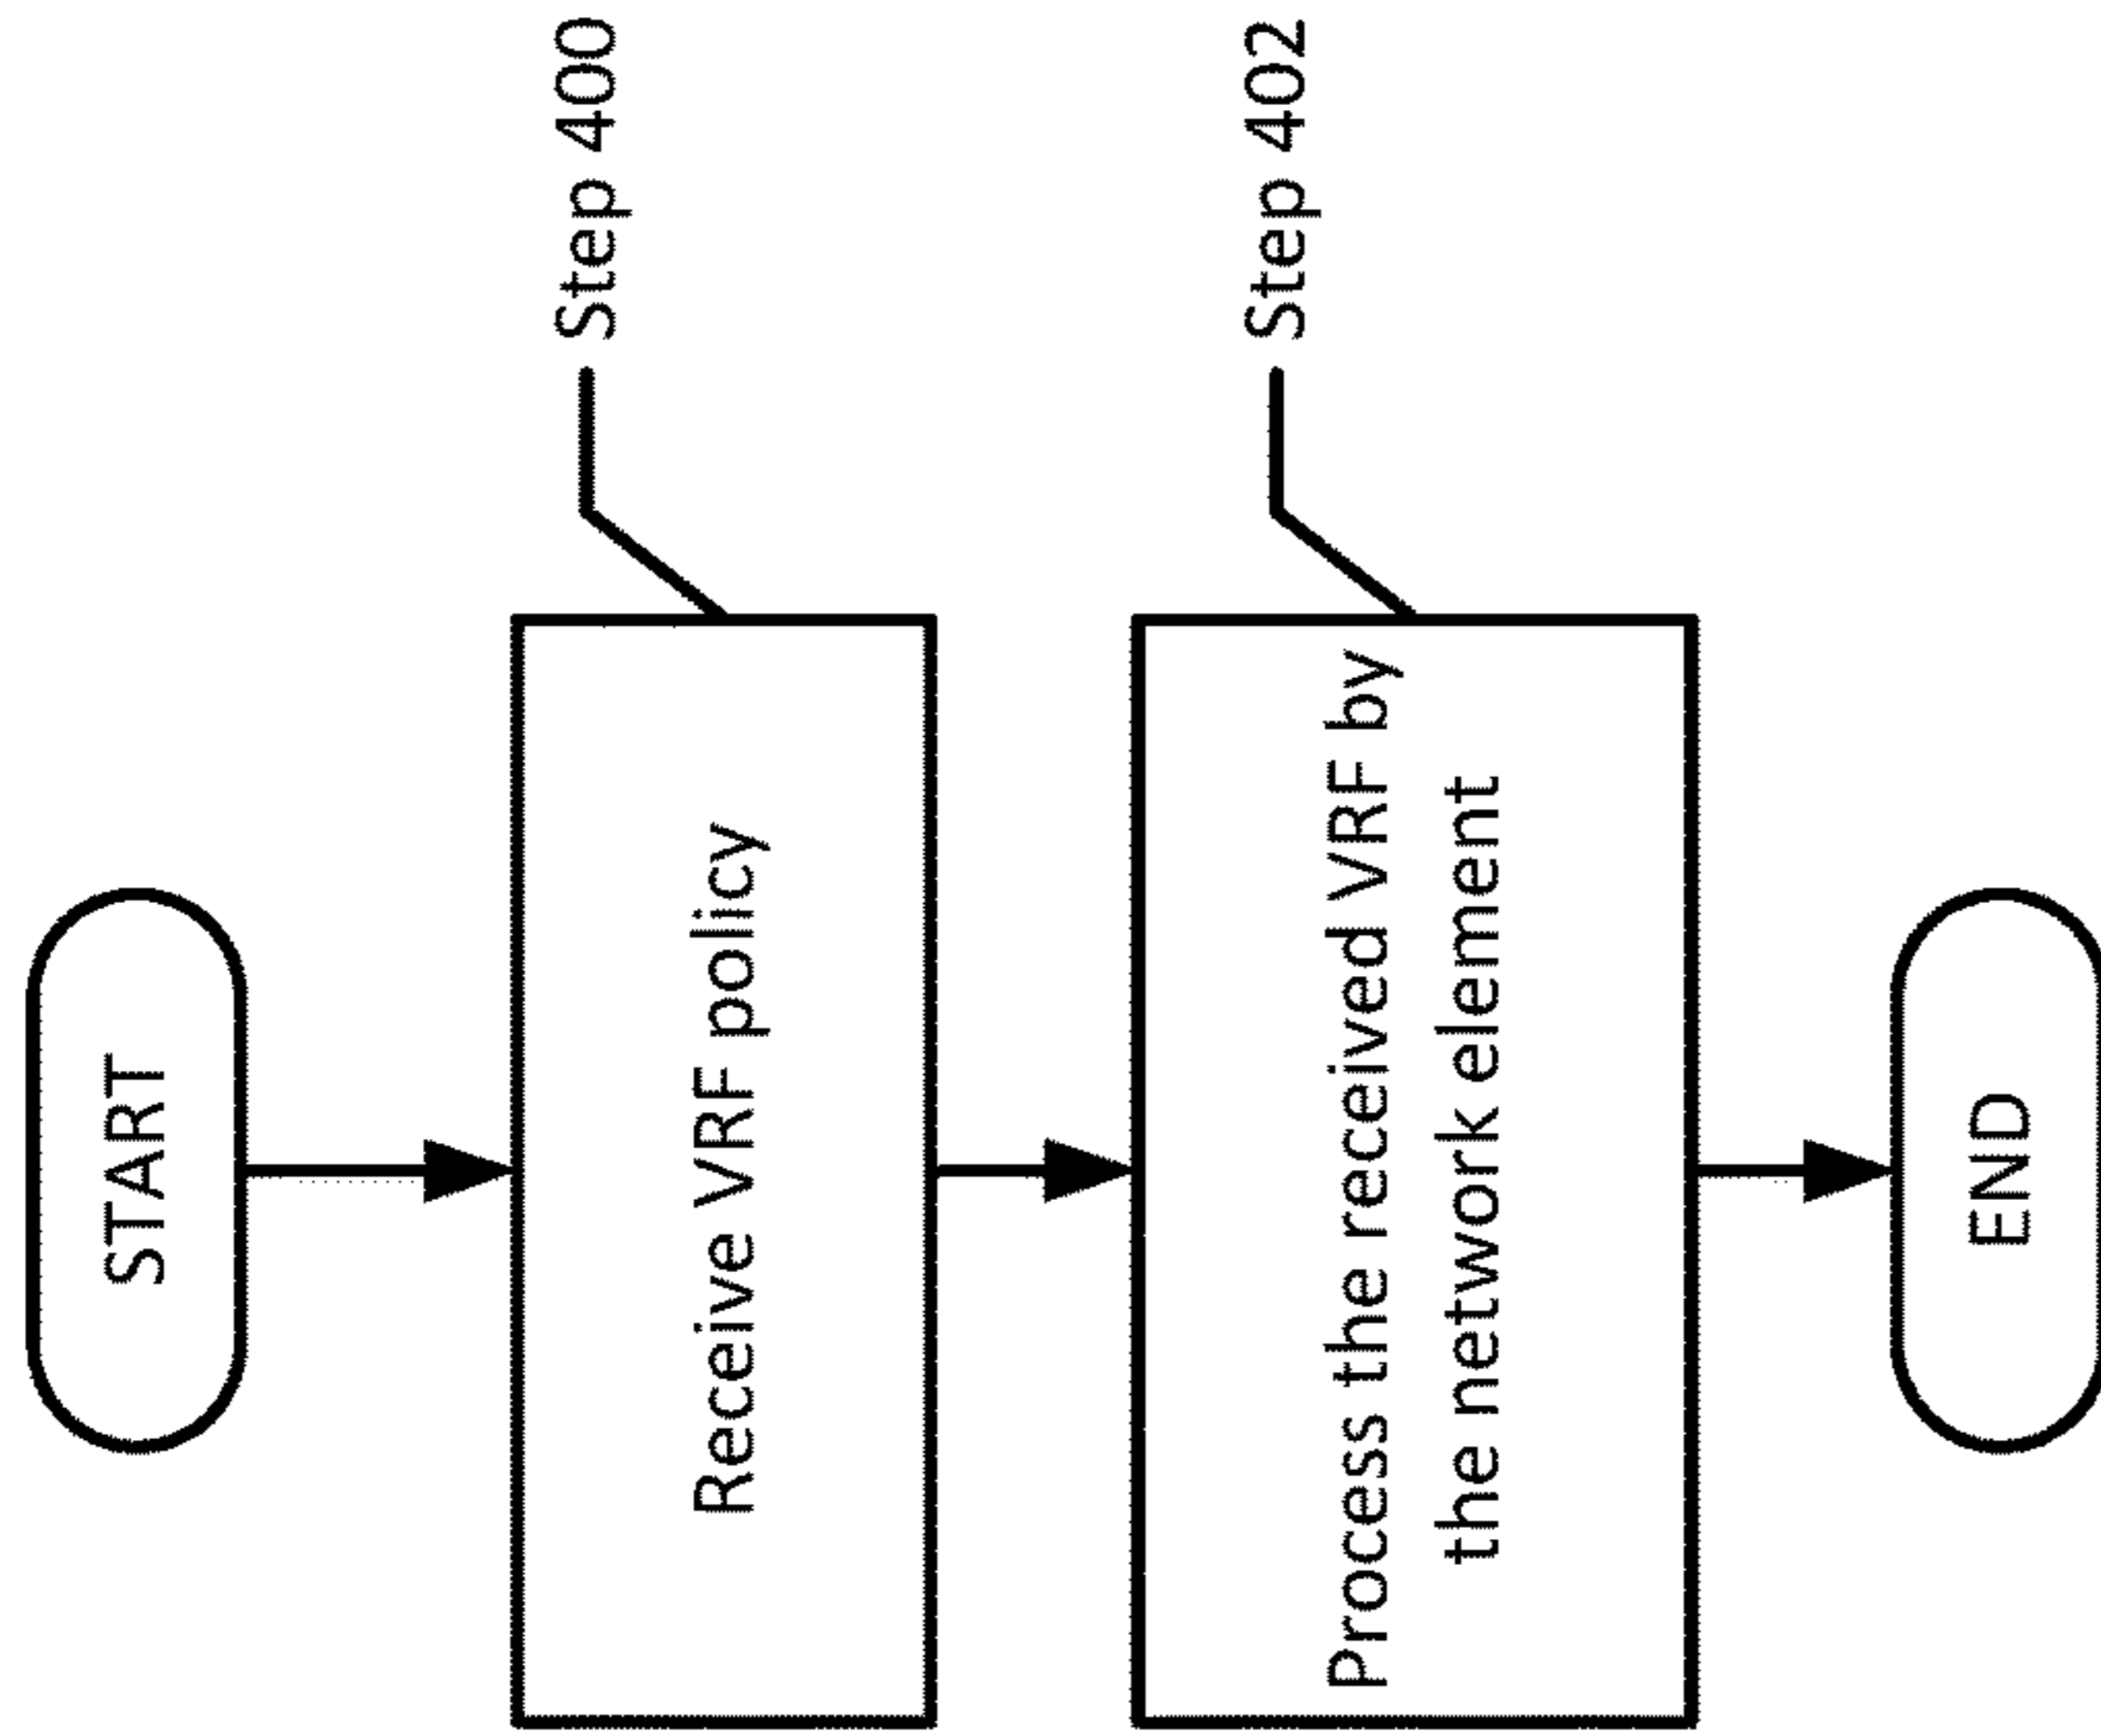 START
Receive VRF policy
Step 400
Process the received VRF by
the network element
Step 402
END